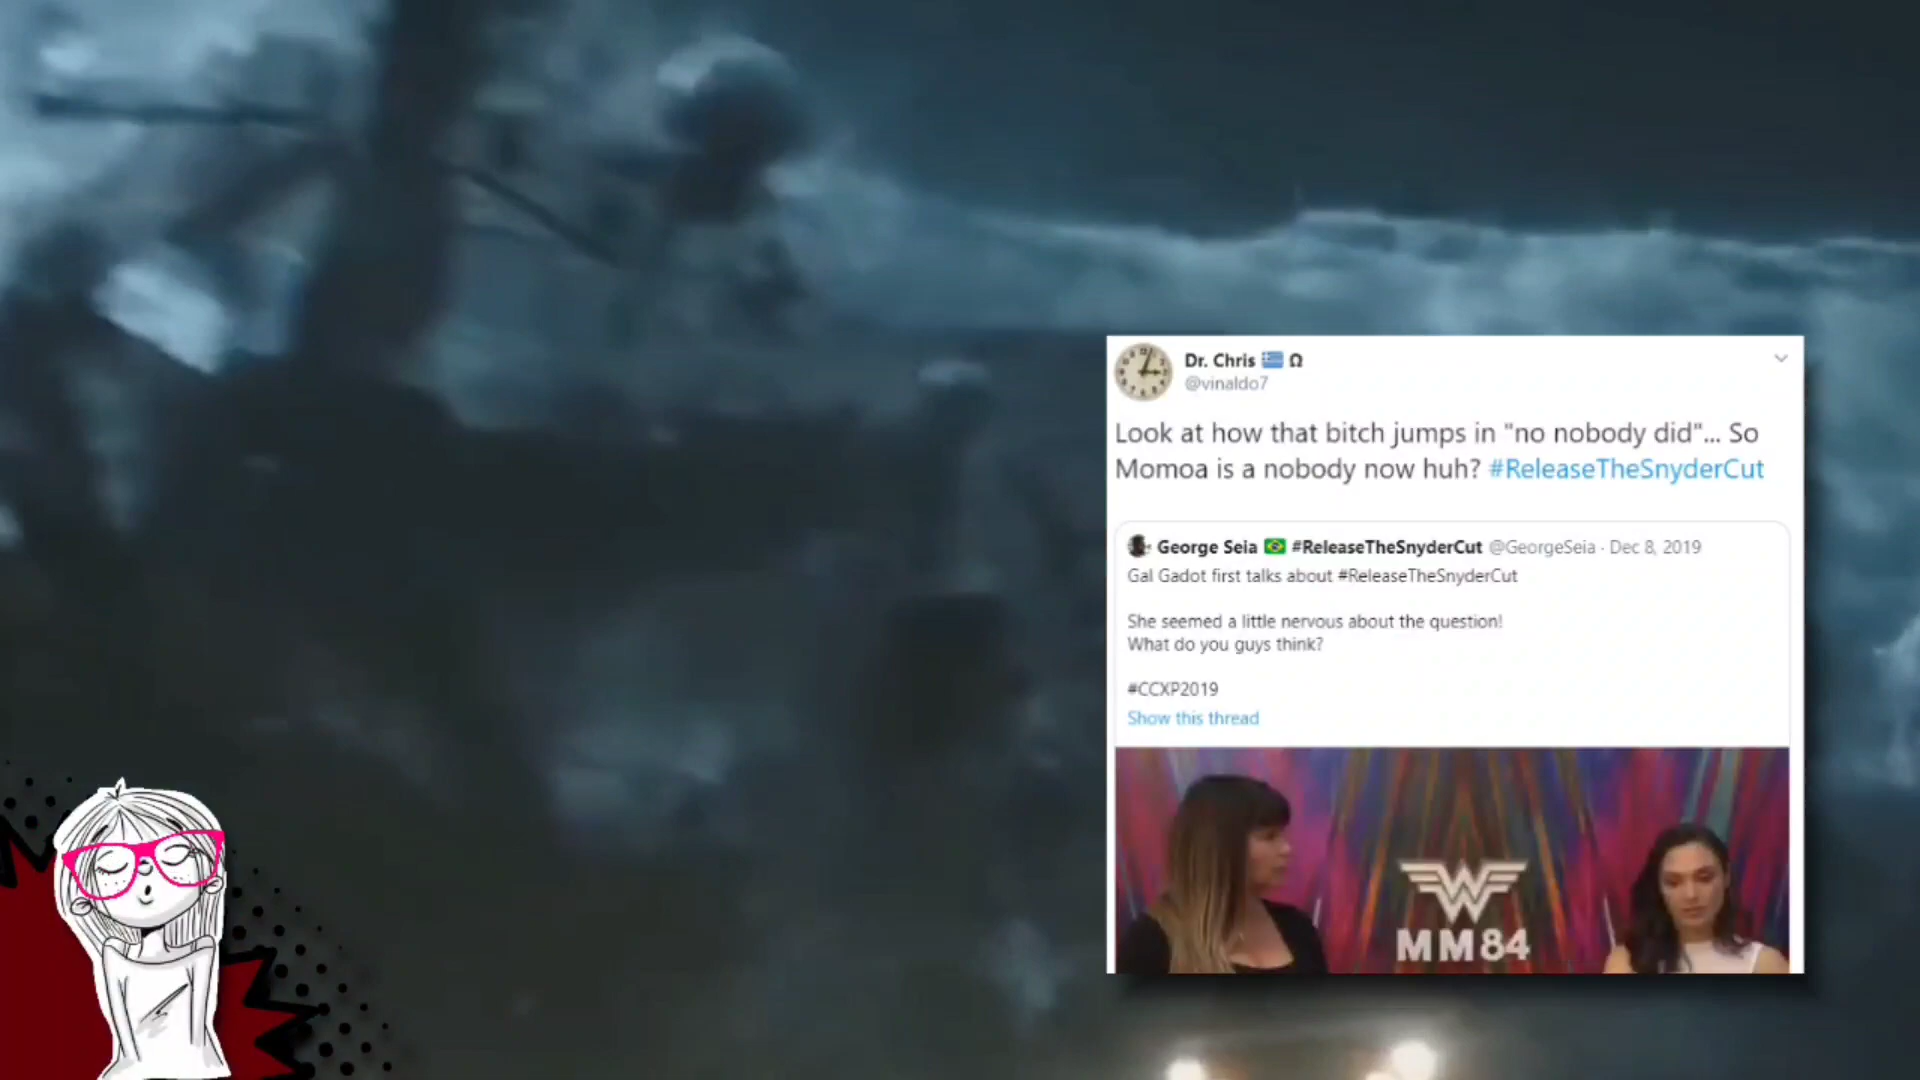 Dr. Chris 🇬🇷 Ω
@vinaldo7
Look at how that bitch jumps in "no nobody did"... So
Momoa is a nobody now huh? #ReleaseTheSnyderCut
George Seia 🇧🇷 #ReleaseTheSnyderCut @GeorgeSeia · Dec 8, 2019
Gal Gadot first talks about #ReleaseTheSnyderCut
She seemed a little nervous about the question!
What do you guys think?
#CCXP2019
Show this thread
MM84